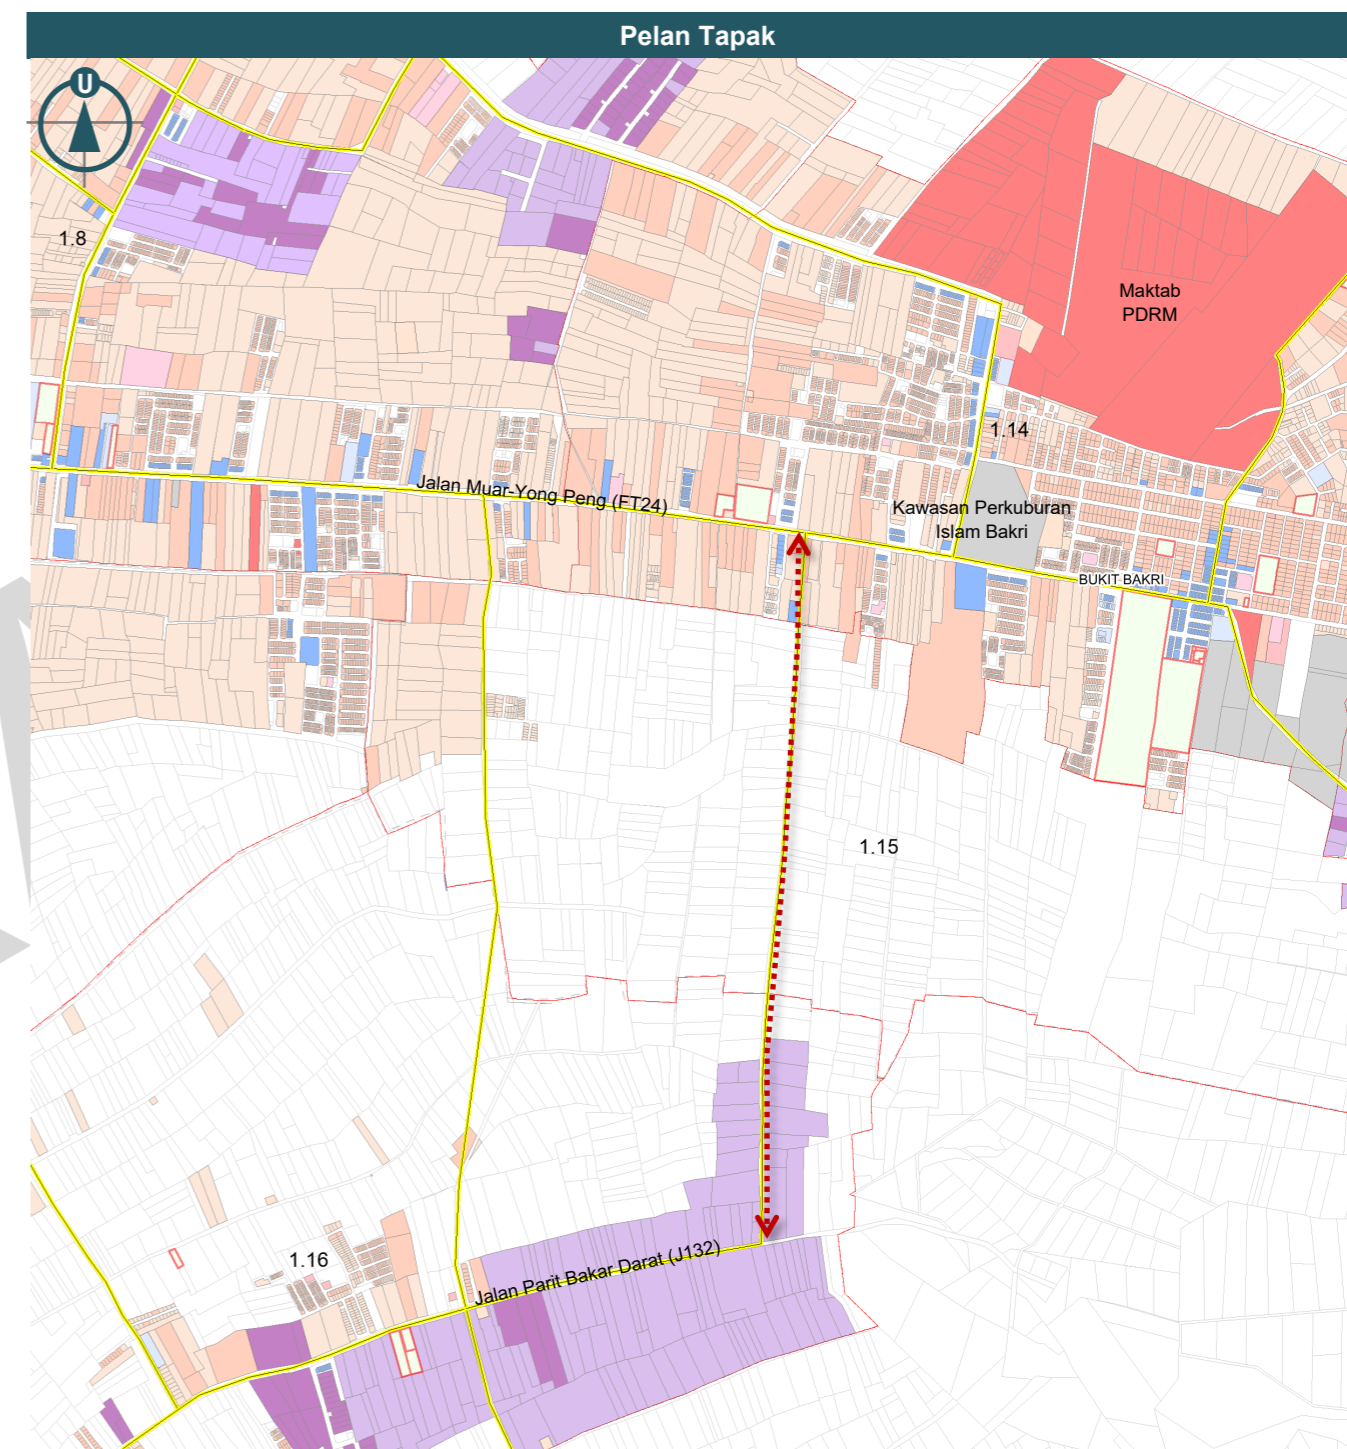 Pelan Tapak
U
1.8
Maktab
PDRM
1.14
Jalan Muar-Yong Peng (FT24)
Kawasan Perkuburan
Islam Bakri
BUKIT BAKRI
1.15
1.16
Jalan Parit Bakar Darat (J132)